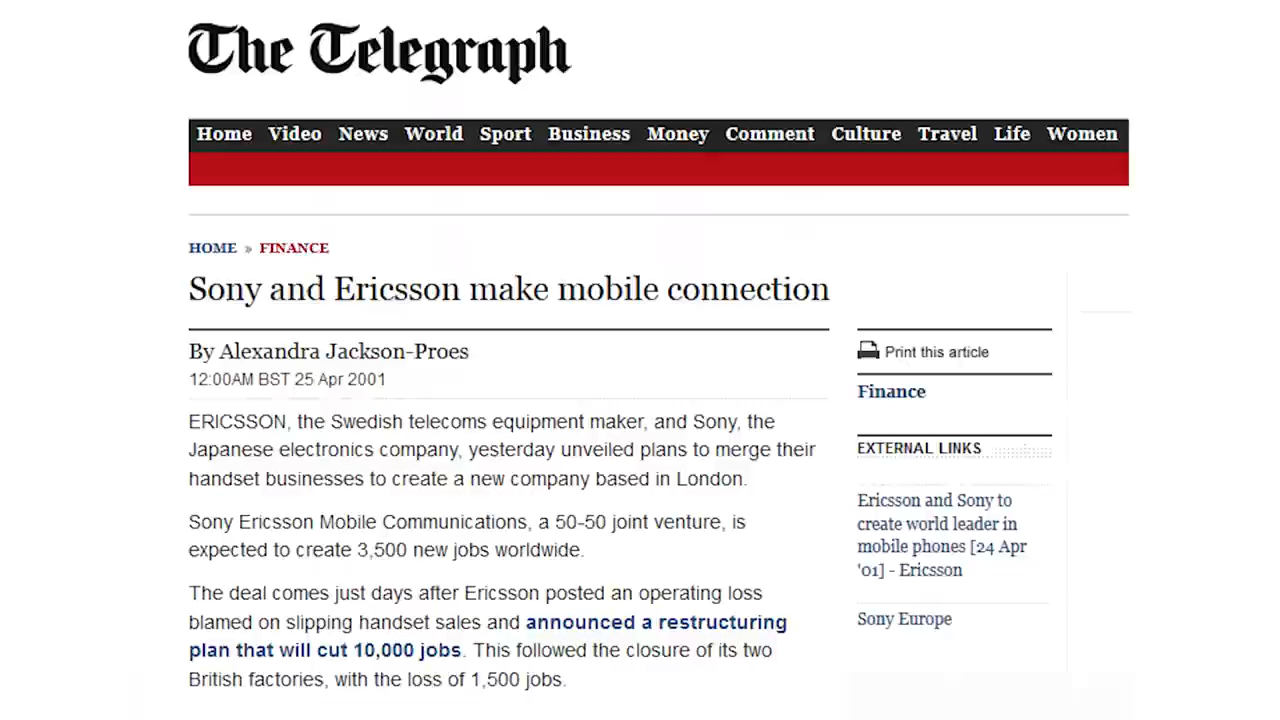 The Telegraph
Home Video News World Sport Business Money Comment Culture Travel Life Women
HOME » FINANCE
Sony and Ericsson make mobile connection
By Alexandra Jackson-Proes
12:00AM BST 25 Apr 2001
ERICSSON, the Swedish telecoms equipment maker, and Sony, the
Japanese electronics company, yesterday unveiled plans to merge their
handset businesses to create a new company based in London.
Sony Ericsson Mobile Communications, a 50-50 joint venture, is
expected to create 3,500 new jobs worldwide.
The deal comes just days after Ericsson posted an operating loss
blamed on slipping handset sales and announced a restructuring
plan that will cut 10,000 jobs. This followed the closure of its two
British factories, with the loss of 1,500 jobs.
Print this article
Finance
EXTERNAL LINKS
Ericsson and Sony to
create world leader in
mobile phones [24 Apr
'01] - Ericsson
Sony Europe